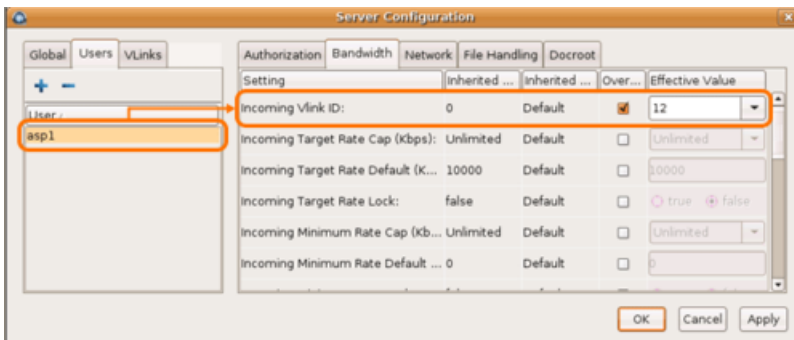 Server Configuration
Global Users VLinks
Authorization Bandwidth Network File Handling Docroot
Setting Inherited ... Inherited ... Over... Effective Value
User
asp1
Incoming Vlink ID: 0 Default 12
Incoming Target Rate Cap (Kbps): Unlimited Default Unlimited
Incoming Target Rate Default (K... 10000 Default 10000
Incoming Target Rate Lock: false Default true false
Incoming Minimum Rate Cap (Kb... Unlimited Default Unlimited
Incoming Minimum Rate Default ... 0 Default 0
OK Cancel Apply